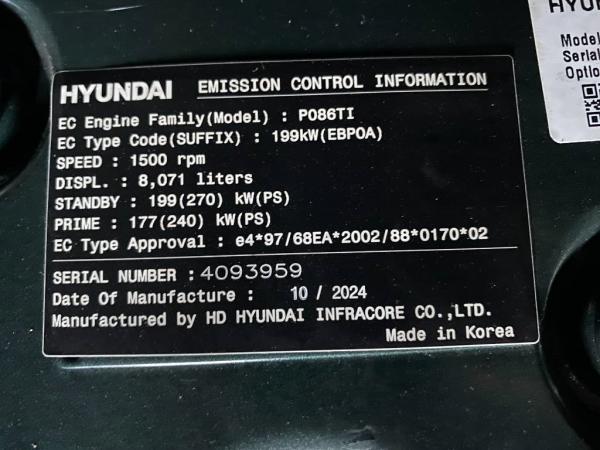 HYUNDAI EMISSION CONTROL INFORMATION
EC Engine Family(Model) : P086TI
EC Type Code(SUFFIX) : 199kW(EBPOA)
SPEED : 1500 rpm
DISPL. : 8,071 liters
STANDBY : 199(270) kW(PS)
PRIME : 177(240) kW(PS)
EC Type Approval : e4*97/68EA*2002/88*0170*02
SERIAL NUMBER : 4093959
Date Of Manufacture : 10 / 2024
Manufactured by HD HYUNDAI INFRACORE CO.,LTD.
Made in Korea
Model
Serial